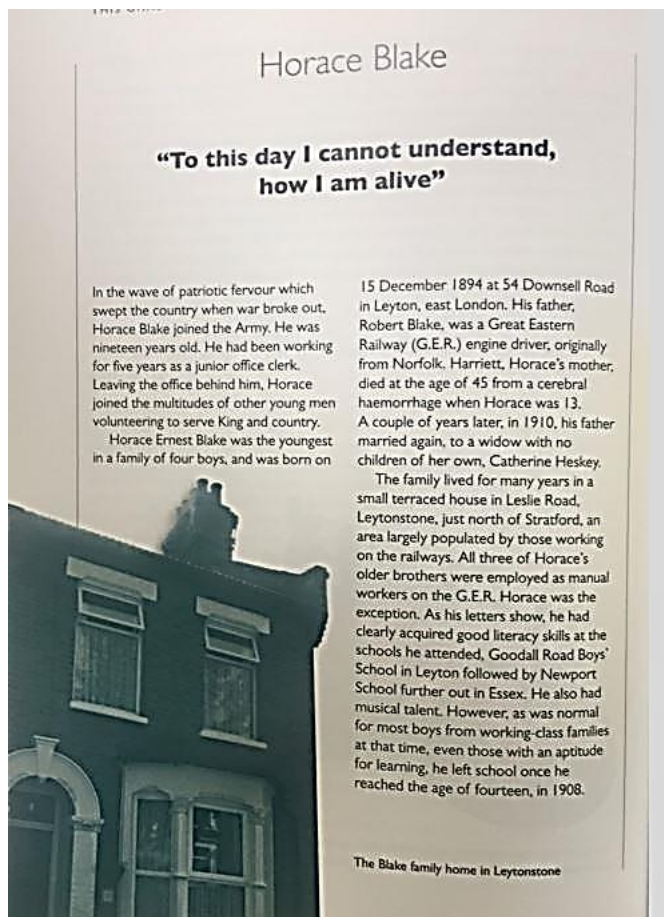 Horace Blake
“To this day I cannot understand,
how I am alive”
In the wave of patriotic fervour which
swept the country when war broke out,
Horace Blake joined the Army. He was
nineteen years old. He had been working
for five years as a junior office clerk.
Leaving the office behind him, Horace
joined the multitudes of other young men
volunteering to serve King and country.
Horace Ernest Blake was the youngest
in a family of four boys, and was born on
15 December 1894 at 54 Downsell Road
in Leyton, east London. His father,
Robert Blake, was a Great Eastern
Railway (G.E.R.) engine driver, originally
from Norfolk. Harriett, Horace’s mother,
died at the age of 45 from a cerebral
haemorrhage when Horace was 13.
A couple of years later, in 1910, his father
married again, to a widow with no
children of her own, Catherine Heskey.
The family lived for many years in a
small terraced house in Leslie Road,
Leytonstone, just north of Stratford, an
area largely populated by those working
on the railways. All three of Horace’s
older brothers were employed as manual
workers on the G.E.R. Horace was the
exception. As his letters show, he had
clearly acquired good literacy skills at the
schools he attended, Goodall Road Boys’
School in Leyton followed by Newport
School further out in Essex. He also had
musical talent. However, as was normal
for most boys from working-class families
at that time, even those with an aptitude
for learning, he left school once he
reached the age of fourteen, in 1908.
The Blake family home in Leytonstone